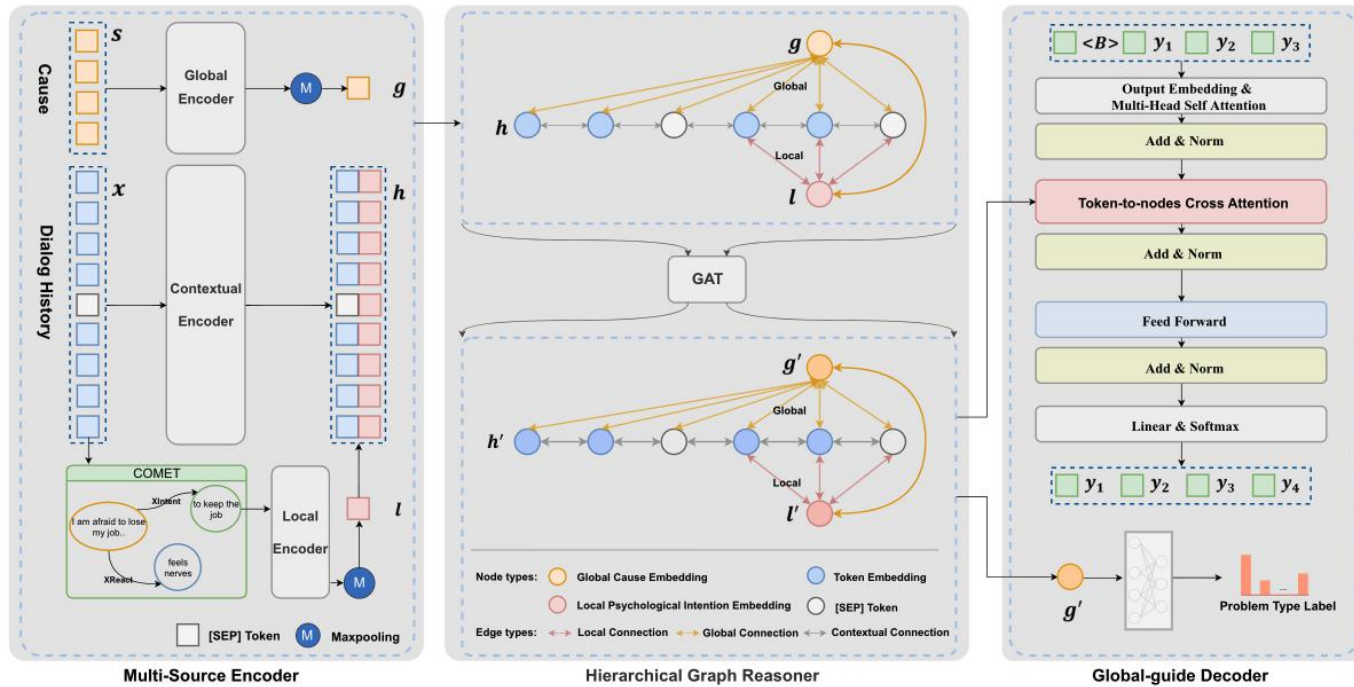 Cause
s
Global
Encoder
M
g
Dialog History
x
Contextual
Encoder
h
COMET
I am afraid to lose
my job..
XIntent
to keep the
job
XReact
feels
nerves
Local
Encoder
l
M
[SEP] Token
M
Maxpooling
Multi-Source Encoder
g
Global
h
Local
l
GAT
g'
Global
h'
Local
l'
Node types:
Global Cause Embedding
Token Embedding
Local Psychological Intention Embedding
[SEP] Token
Edge types:
Local Connection
Global Connection
Contextual Connection
Hierarchical Graph Reasoner
<B> y1 y2 y3
Output Embedding &
Multi-Head Self Attention
Add & Norm
Token-to-nodes Cross Attention
Add & Norm
Feed Forward
Add & Norm
Linear & Softmax
y1 y2 y3 y4
g'
...
Problem Type Label
Global-guide Decoder